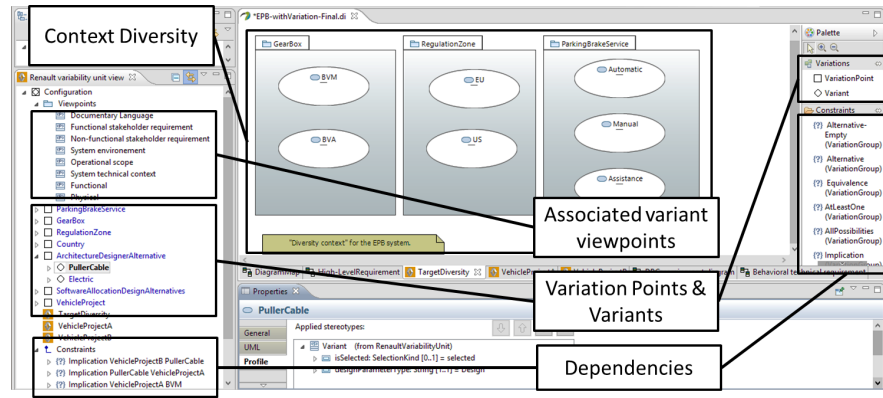 Context Diversity
*EPB-withVariation-Final.di
GearBox
BVM
BVA
RegulationZone
EU
US
ParkingBrakeService
Automatic
Manual
Assistance
"Diversity context" for the EPB system.
Palette
Variations
VariationPoint
Variant
Constraints
(?) Alternative-
Empty
(VariationGroup)
(?) Alternative
(VariationGroup)
(?) Equivalence
(VariationGroup)
(?) AtLeastOne
(VariationGroup)
(?) AllPossibilities
(VariationGroup)
(?) Implication
Renault variability unit view
Configuration
Viewpoints
Documentary Language
Functional stakeholder requirement
Non-functional stakeholder requirement
System environement
Operational scope
System technical context
Functional
Physical
ParkingBrakeService
GearBox
RegulationZone
Country
ArchitectureDesignerAlternative
PullerCable
Electric
SoftwareAllocationDesignAlternatives
VehicleProject
TargetDiversity
VehicleProjectA
VehicleProjectB
Constraints
(?) Implication VehicleProjectB PullerCable
(?) Implication PullerCable VehicleProjectA
(?) Implication VehicleProjectA BVM
Associated variant
viewpoints
Variation Points &
Variants
Dependencies
High-LevelRequirement
TargetDiversity
Behavioral technical requirement
Properties
PullerCable
General
UML
Profile
Applied stereotypes:
Variant (from RenaultVariabilityUnit)
isSelected: SelectionKind [0..1] = selected
designParameterType: String [1..1] = Design